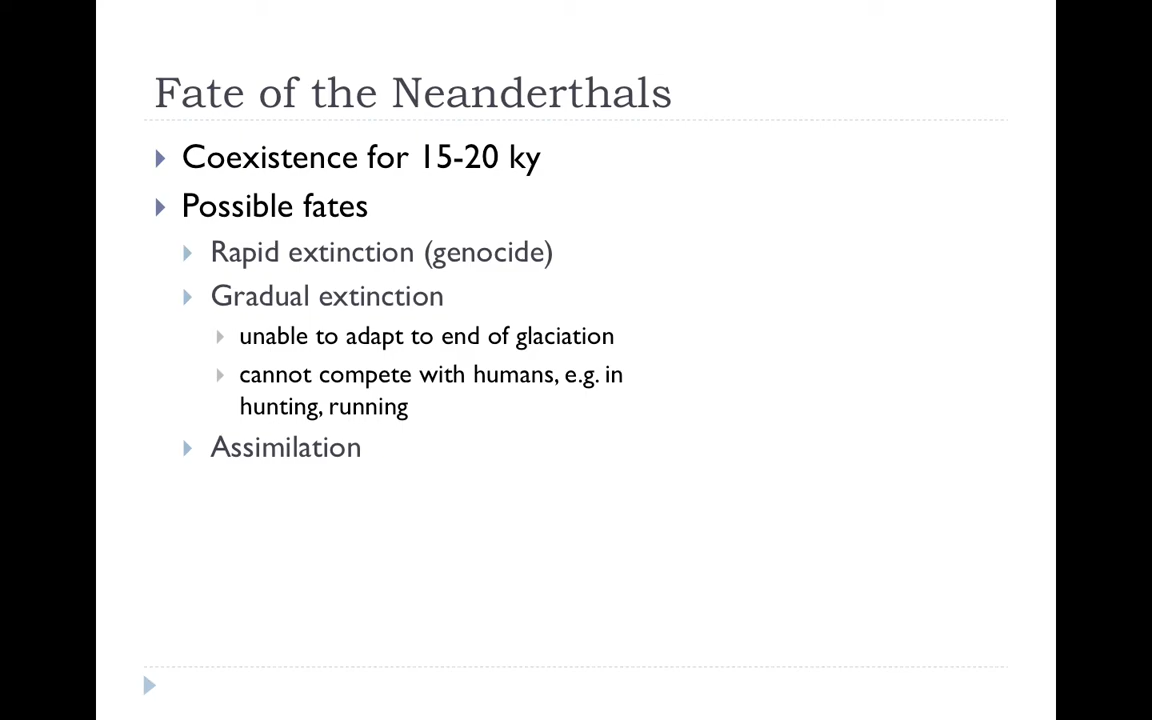 Fate of the Neanderthals
Coexistence for 15-20 ky
Possible fates
Rapid extinction (genocide)
Gradual extinction
unable to adapt to end of glaciation
cannot compete with humans, e.g. in
hunting, running
Assimilation